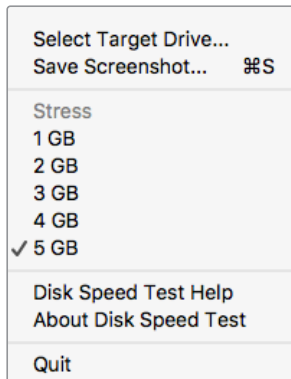 Select Target Drive...
Save Screenshot... ⌘S
Stress
1 GB
2 GB
3 GB
4 GB
✓ 5 GB
Disk Speed Test Help
About Disk Speed Test
Quit